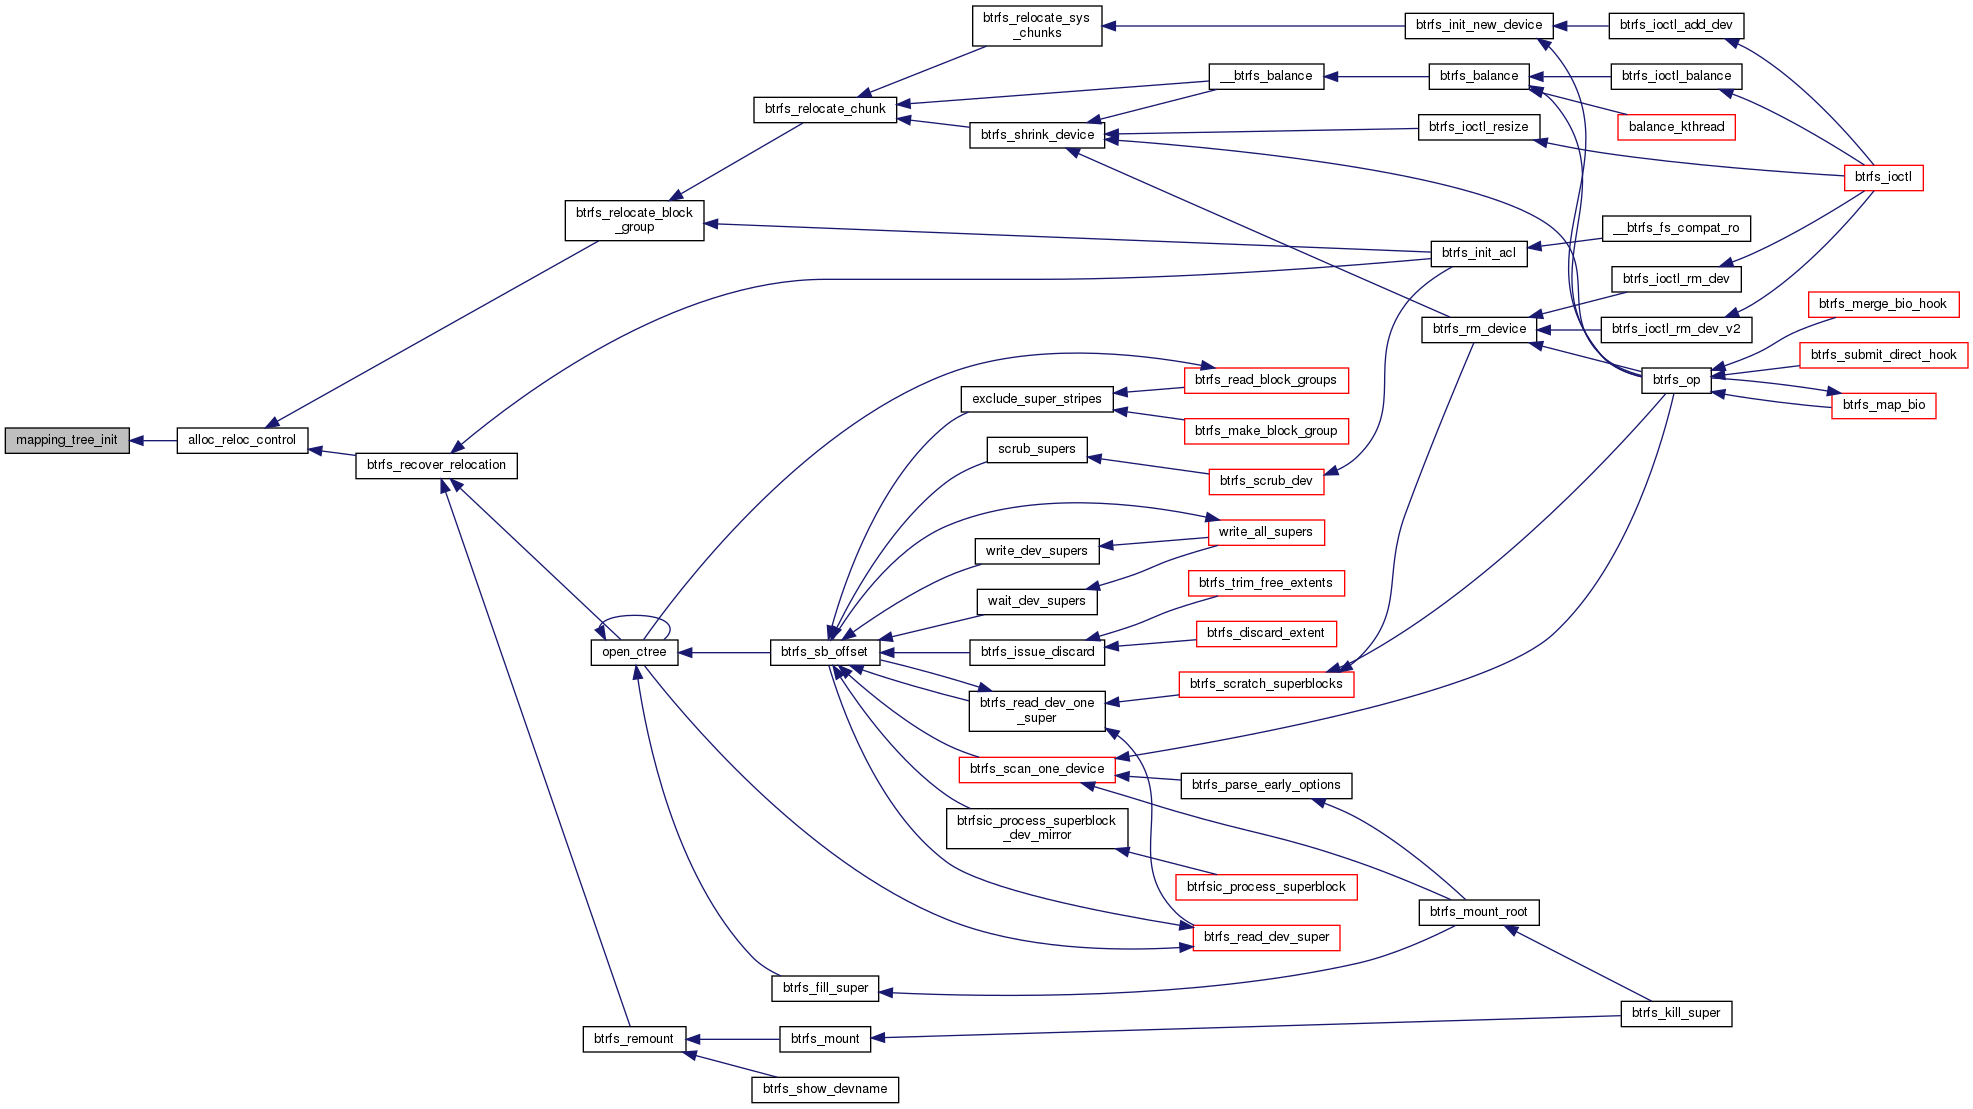 btrfs_relocate_sys
_chunks
btrfs_init_new_device
btrfs_ioctl_add_dev
__btrfs_balance
btrfs_balance
btrfs_ioctl_balance
btrfs_relocate_chunk
btrfs_shrink_device
btrfs_ioctl_resize
balance_kthread
btrfs_ioctl
btrfs_relocate_block
_group
__btrfs_fs_compat_ro
btrfs_init_acl
btrfs_ioctl_rm_dev
btrfs_merge_bio_hook
btrfs_rm_device
btrfs_ioctl_rm_dev_v2
btrfs_submit_direct_hook
btrfs_read_block_groups
btrfs_op
exclude_super_stripes
btrfs_map_bio
btrfs_make_block_group
mapping_tree_init
alloc_reloc_control
scrub_supers
btrfs_recover_relocation
btrfs_scrub_dev
write_all_supers
write_dev_supers
btrfs_trim_free_extents
wait_dev_supers
btrfs_discard_extent
open_ctree
btrfs_sb_offset
btrfs_issue_discard
btrfs_scratch_superblocks
btrfs_read_dev_one
_super
btrfs_scan_one_device
btrfs_parse_early_options
btrfsic_process_superblock
_dev_mirror
btrfsic_process_superblock
btrfs_mount_root
btrfs_read_dev_super
btrfs_fill_super
btrfs_kill_super
btrfs_remount
btrfs_mount
btrfs_show_devname